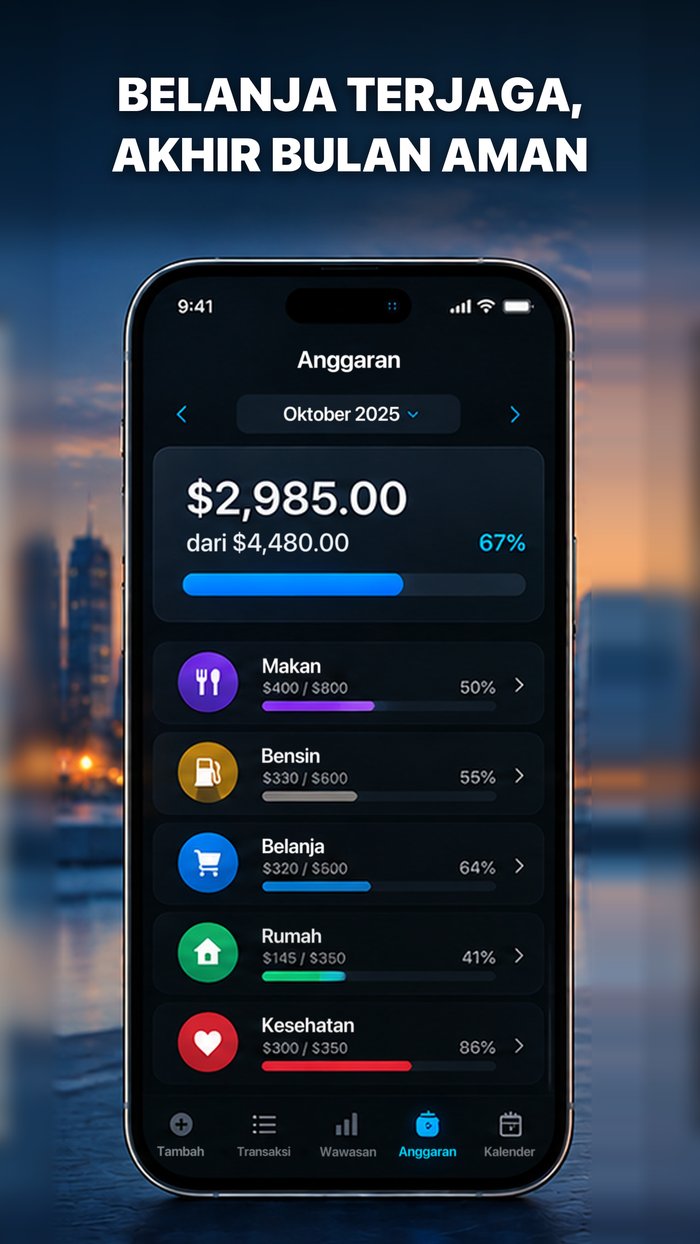 BELANJA TERJAGA,
AKHIR BULAN AMAN
9:41
Anggaran
Oktober 2025
$2,985.00
dari $4,480.00
67%
Makan
$400 / $800
50%
Bensin
$330 / $600
55%
Belanja
$320 / $600
64%
Rumah
$145 / $350
41%
Kesehatan
$300 / $350
86%
Tambah
Transaksi
Wawasan
Anggaran
Kalender